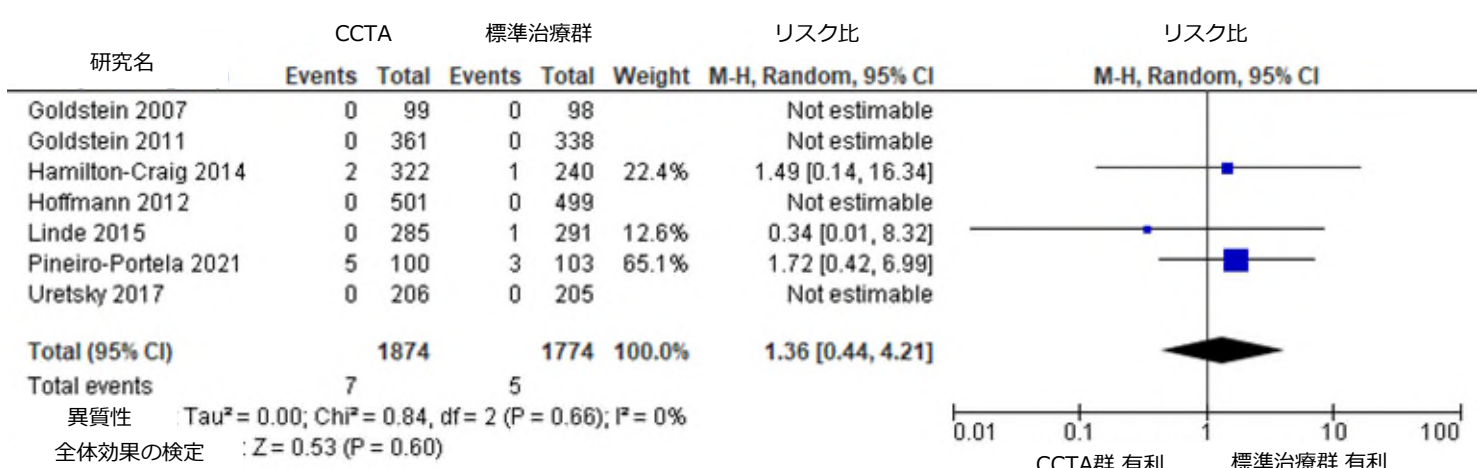 CCTA 標準治療群 リスク比 リスク比
研究名 Events Total Events Total Weight M-H, Random, 95% CI M-H, Random, 95% CI
Goldstein 2007 0 99 0 98 Not estimable
Goldstein 2011 0 361 0 338 Not estimable
Hamilton-Craig 2014 2 322 1 240 22.4% 1.49 [0.14, 16.34]
Hoffmann 2012 0 501 0 499 Not estimable
Linde 2015 0 285 1 291 12.6% 0.34 [0.01, 8.32]
Pineiro-Portela 2021 5 100 3 103 65.1% 1.72 [0.42, 6.99]
Uretsky 2017 0 206 0 205 Not estimable
Total (95% CI) 1874 1774 100.0% 1.36 [0.44, 4.21]
Total events 7 5
異質性 : Tau² = 0.00; Chi² = 0.84, df = 2 (P = 0.66); I² = 0%
全体効果の検定 : Z = 0.53 (P = 0.60)
0.01 0.1 1 10 100
CCTA群 有利 標準治療群 有利